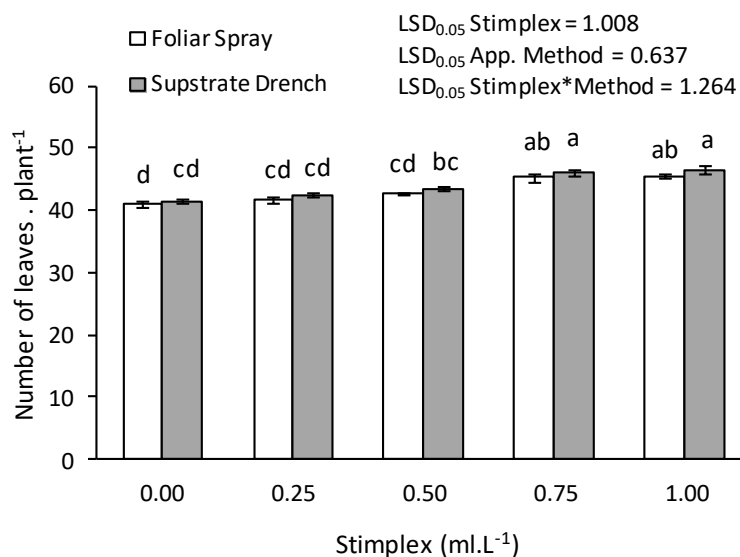 Foliar Spray
Supstrate Drench
LSD0.05 Stimplex = 1.008
LSD0.05 App. Method = 0.637
LSD0.05 Stimplex*Method = 1.264
Number of leaves . plant-1
60
50
40
30
20
10
0
d cd cd cd cd bc ab a ab a
0.00 0.25 0.50 0.75 1.00
Stimplex (ml.L-1)